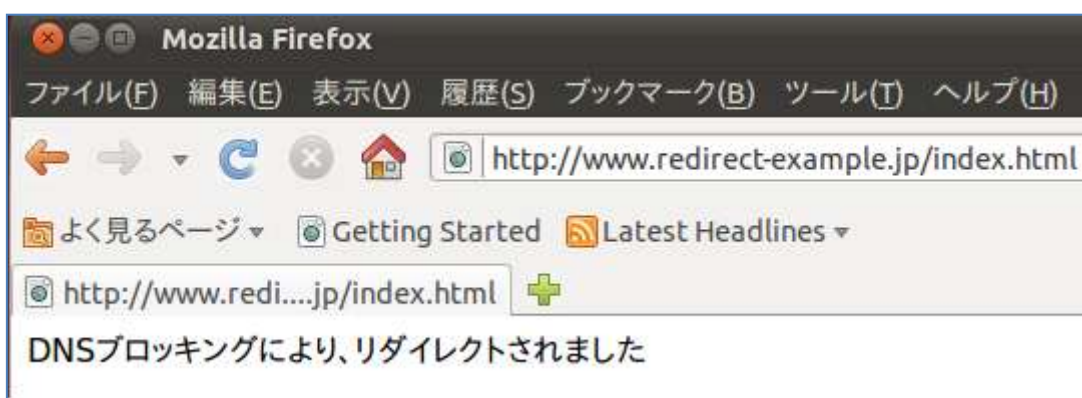 Mozilla Firefox
ファイル(F) 編集(E) 表示(V) 履歴(S) ブックマーク(B) ツール(T) ヘルプ(H)
http://www.redirect-example.jp/index.html
よく見るページ Getting Started Latest Headlines
http://www.redi....jp/index.html
DNSブロッキングにより、リダイレクトされました